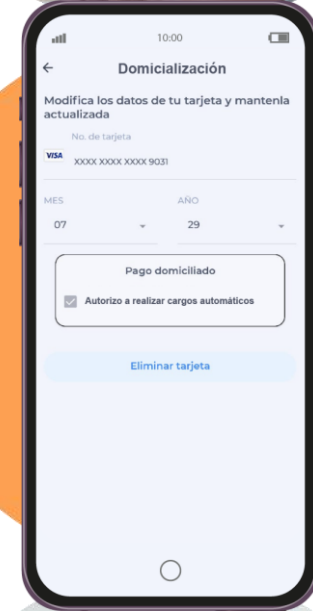 10:00
Domicialización
Modifica los datos de tu tarjeta y mantenla
actualizada
No. de tarjeta
VISA XXXX XXXX XXXX 9031
MES AÑO
07 29
Pago domiciliado
Autorizo a realizar cargos automáticos
Eliminar tarjeta